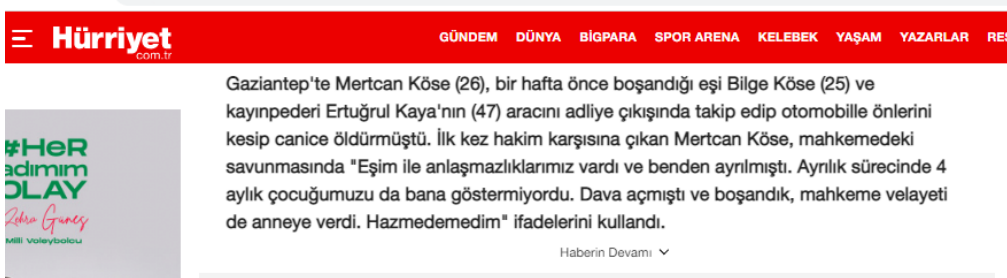 Hürriyet
.com.tr
GÜNDEM DÜNYA BİGPARA SPOR ARENA KELEBEK YAŞAM YAZARLAR RES
Gaziantep'te Mertcan Köse (26), bir hafta önce boşandığı eşi Bilge Köse (25) ve
kayınpederi Ertuğrul Kaya'nın (47) aracını adliye çıkışında takip edip otomobille önlerini
kesip canice öldürmüştü. İlk kez hakim karşısına çıkan Mertcan Köse, mahkemedeki
savunmasında "Eşim ile anlaşmazlıklarımız vardı ve benden ayrılmıştı. Ayrılık sürecinde 4
aylık çocuğumuzu da bana göstermiyordu. Dava açmıştı ve boşandık, mahkeme velayeti
de anneye verdi. Hazmedemedim" ifadelerini kullandı.
Haberin Devamı
#HeR
adimim
OLAY
Zehra Güneş
Milli Voleybolcu